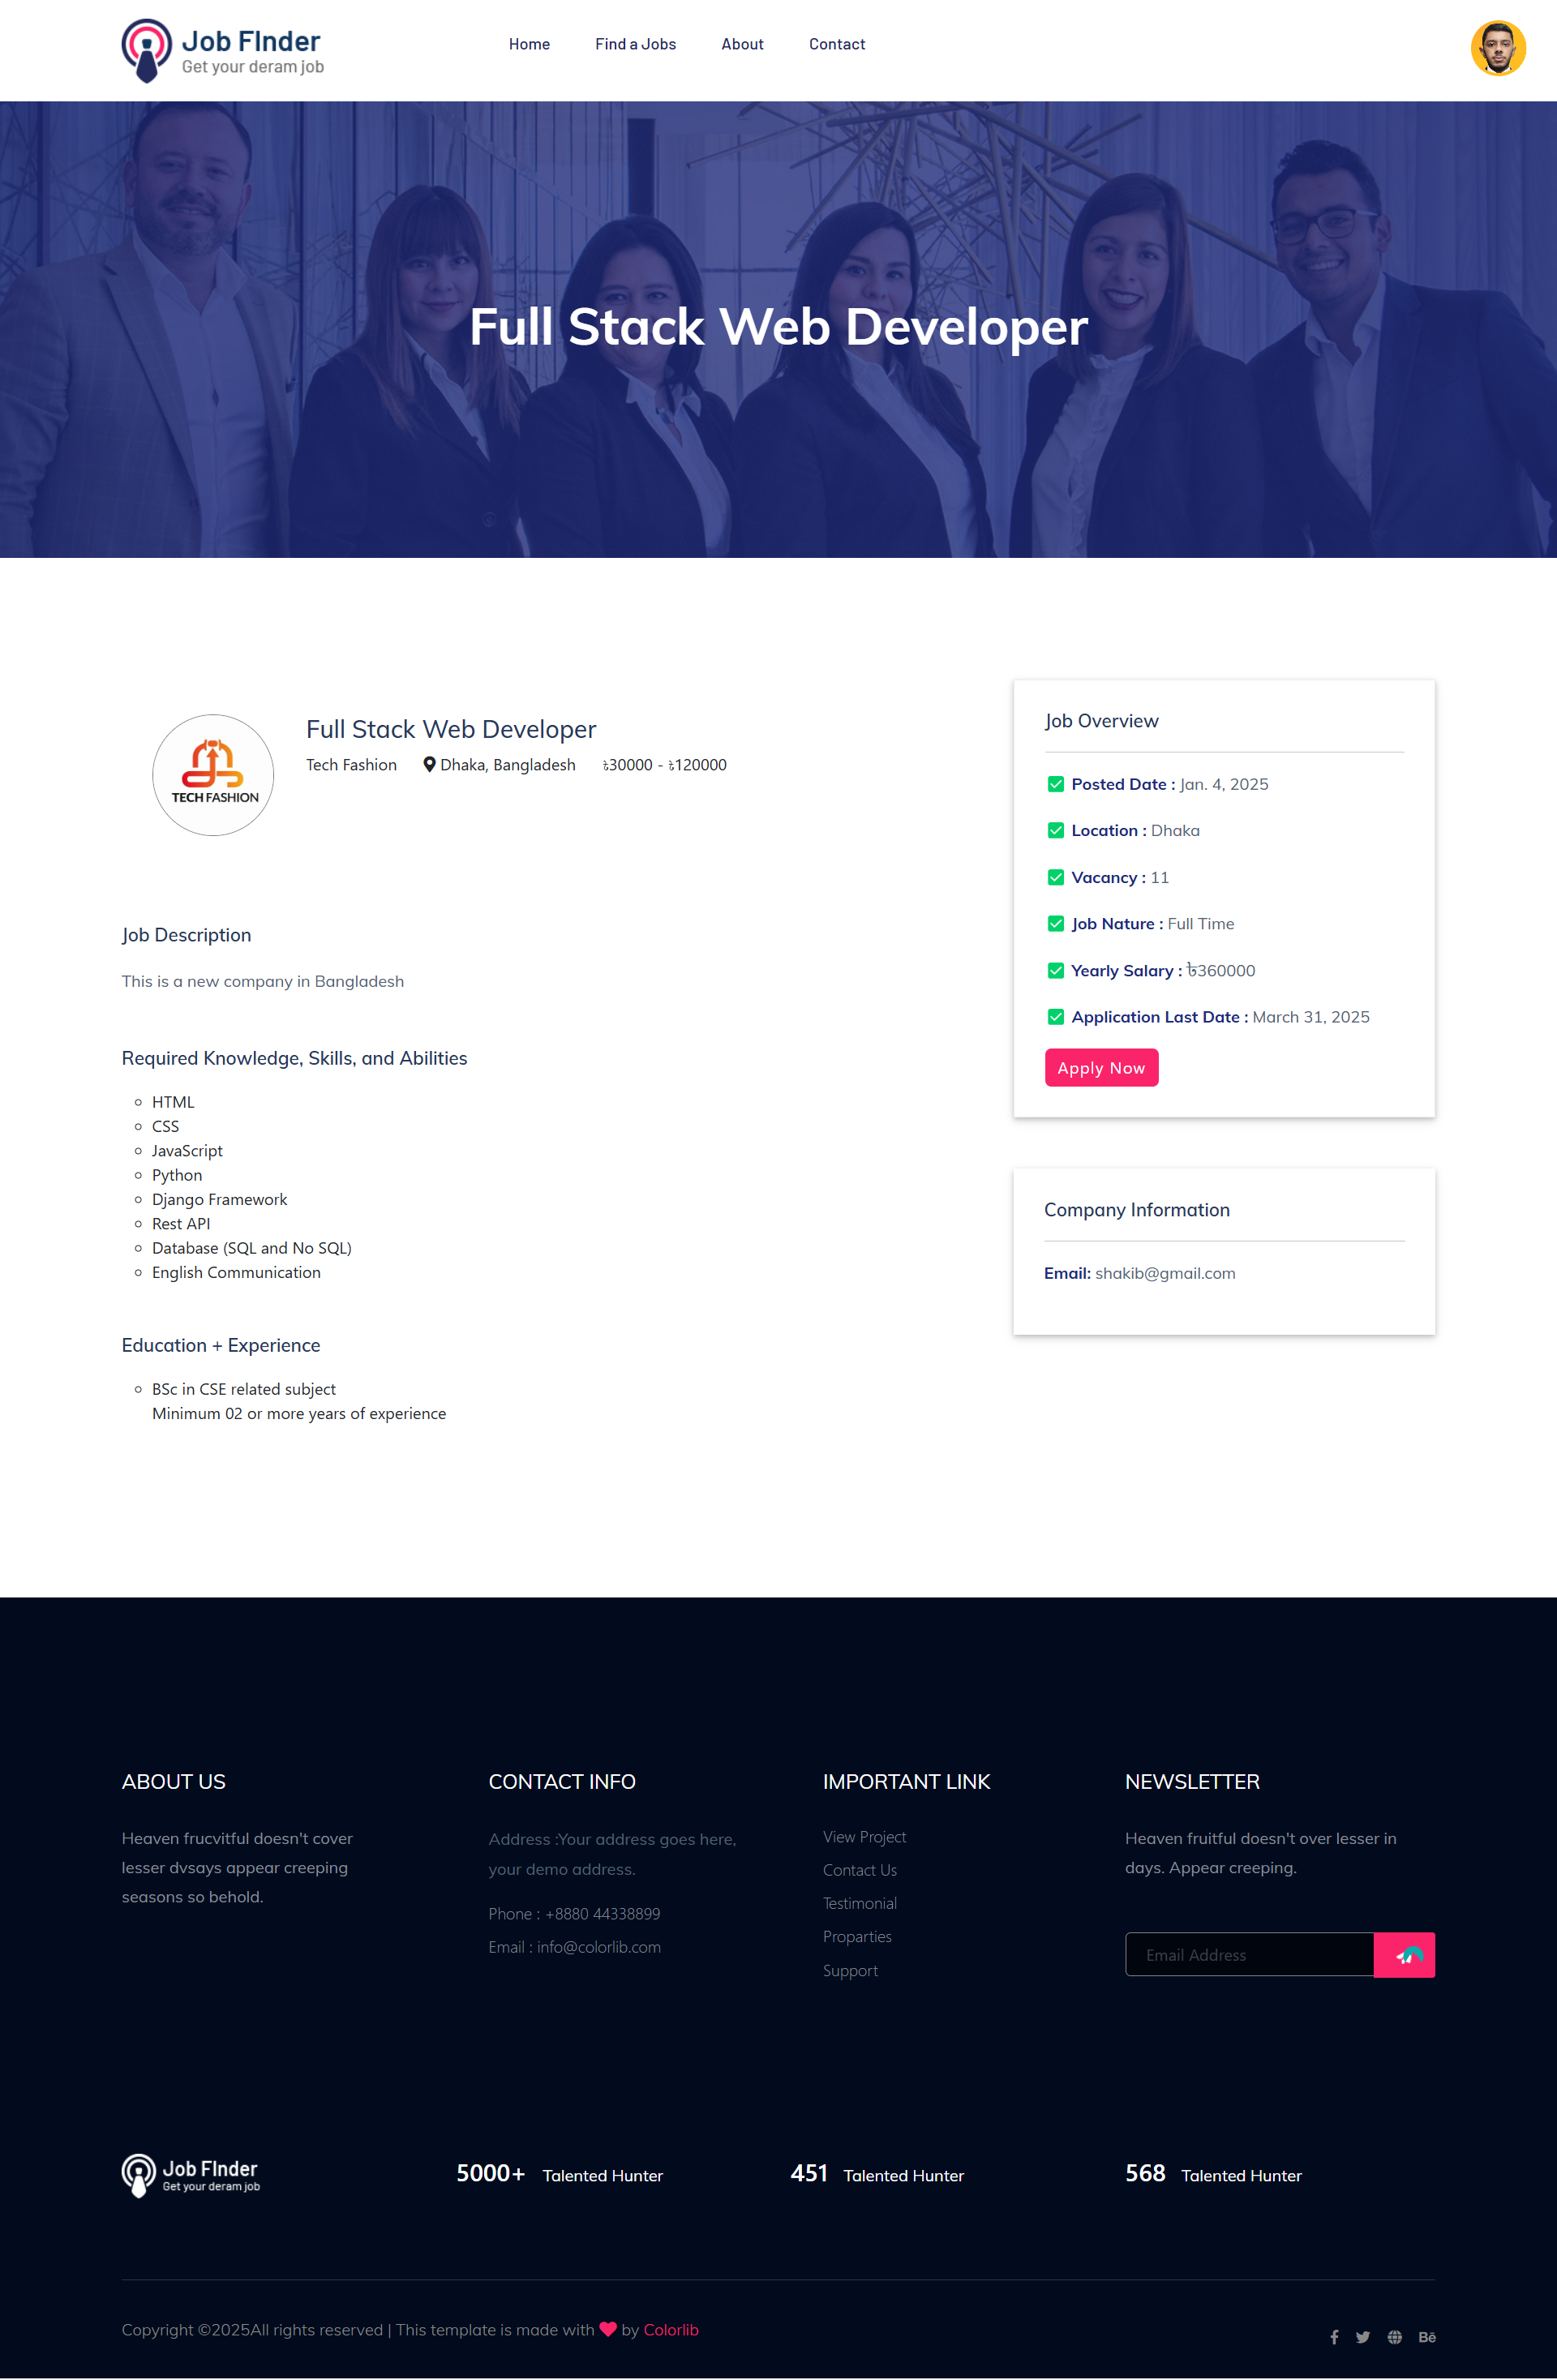 Job FInder
Get your deram job
Home
Find a Jobs
About
Contact
Full Stack Web Developer
TECH FASHION
Full Stack Web Developer
Tech Fashion
Dhaka, Bangladesh
৳30000 - ৳120000
Job Description
This is a new company in Bangladesh
Required Knowledge, Skills, and Abilities
HTML
CSS
JavaScript
Python
Django Framework
Rest API
Database (SQL and No SQL)
English Communication
Education + Experience
BSc in CSE related subject
Minimum 02 or more years of experience
Job Overview
Posted Date : Jan. 4, 2025
Location : Dhaka
Vacancy : 11
Job Nature : Full Time
Yearly Salary : ৳360000
Application Last Date : March 31, 2025
Apply Now
Company Information
Email: shakib@gmail.com
ABOUT US
Heaven frucvitful doesn't cover
lesser dvsays appear creeping
seasons so behold.
CONTACT INFO
Address :Your address goes here,
your demo address.
Phone : +8880 44338899
Email : info@colorlib.com
IMPORTANT LINK
View Project
Contact Us
Testimonial
Proparties
Support
NEWSLETTER
Heaven fruitful doesn't over lesser in
days. Appear creeping.
Email Address
Job FInder
Get your deram job
5000+ Talented Hunter
451 Talented Hunter
568 Talented Hunter
Copyright ©2025All rights reserved | This template is made with ♥ by Colorlib
Bē